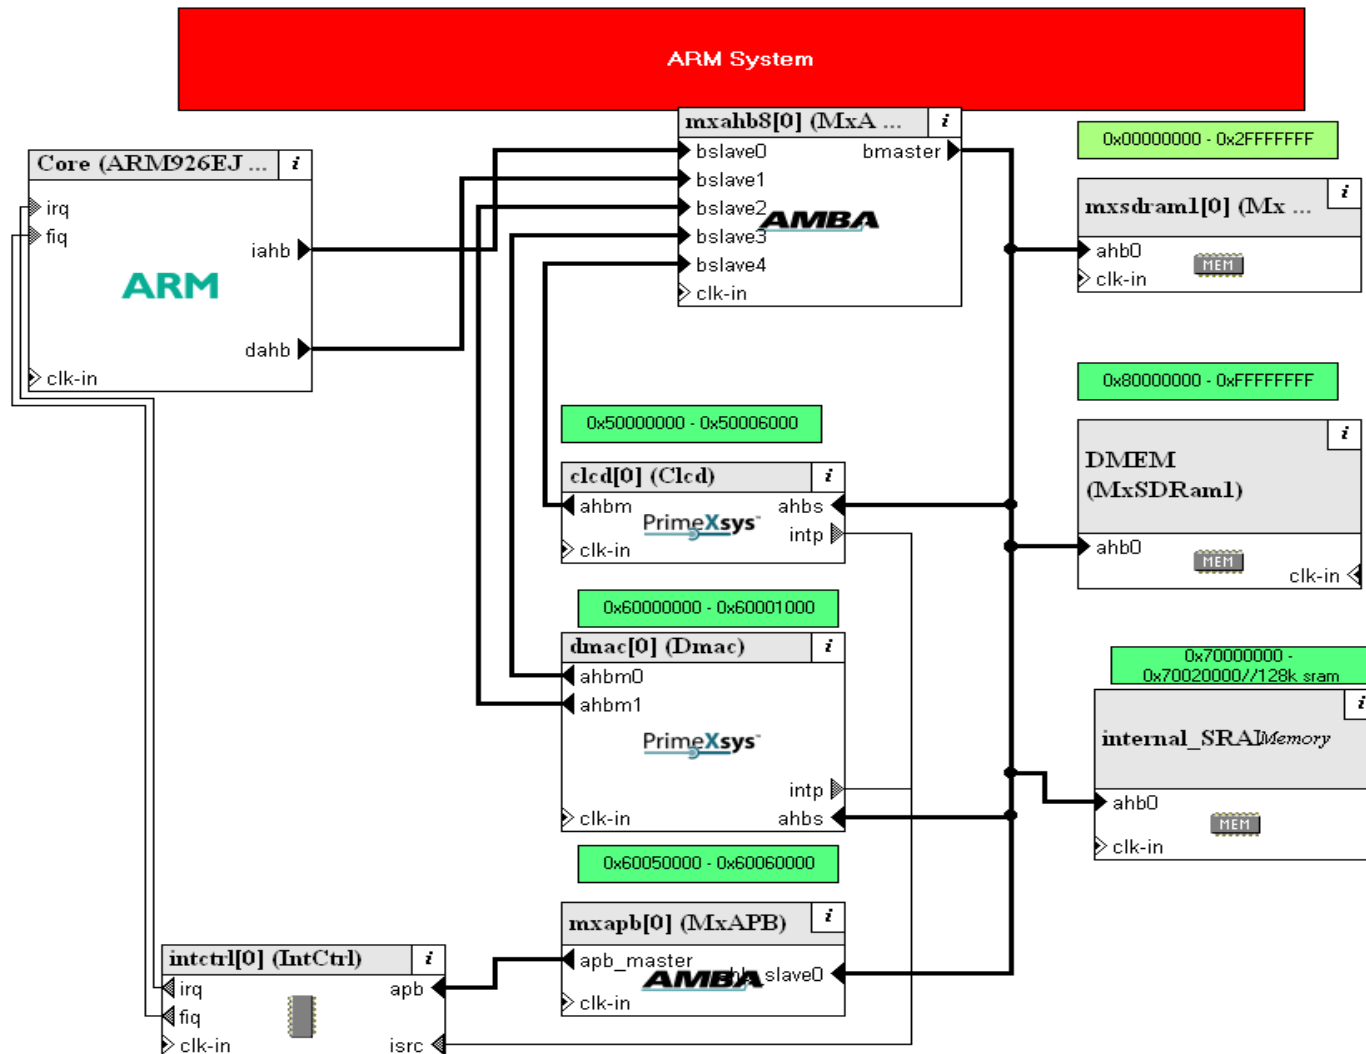 ARM System
mxahb8[0] (MxA ...
i
bslave0
bmaster
bslave1
bslave2
bslave3
bslave4
AMBA
clk-in
0x00000000 - 0x2FFFFFFF
Core (ARM926EJ ...
i
irq
fiq
iahb
ARM
dahb
clk-in
mxsdram1[0] (Mx ...
i
ahb0
MEM
clk-in
0x80000000 - 0xFFFFFFFF
DMEM
(MxSDRam1)
i
ahb0
MEM
clk-in
0x50000000 - 0x50006000
clcd[0] (Clcd)
i
ahbm
ahbs
PrimeXsys™
intp
clk-in
0x60000000 - 0x60001000
dmac[0] (Dmac)
i
ahbm0
ahbm1
PrimeXsys™
intp
clk-in
ahbs
0x70000000 -
0x70020000//128k sram
i
internal_SRA Memory
ahb0
MEM
clk-in
0x60050000 - 0x60060000
mxapb[0] (MxAPB)
i
apb_master
AMBA
slave0
clk-in
intctrl[0] (IntCtrl)
i
irq
apb
fiq
clk-in
isrc